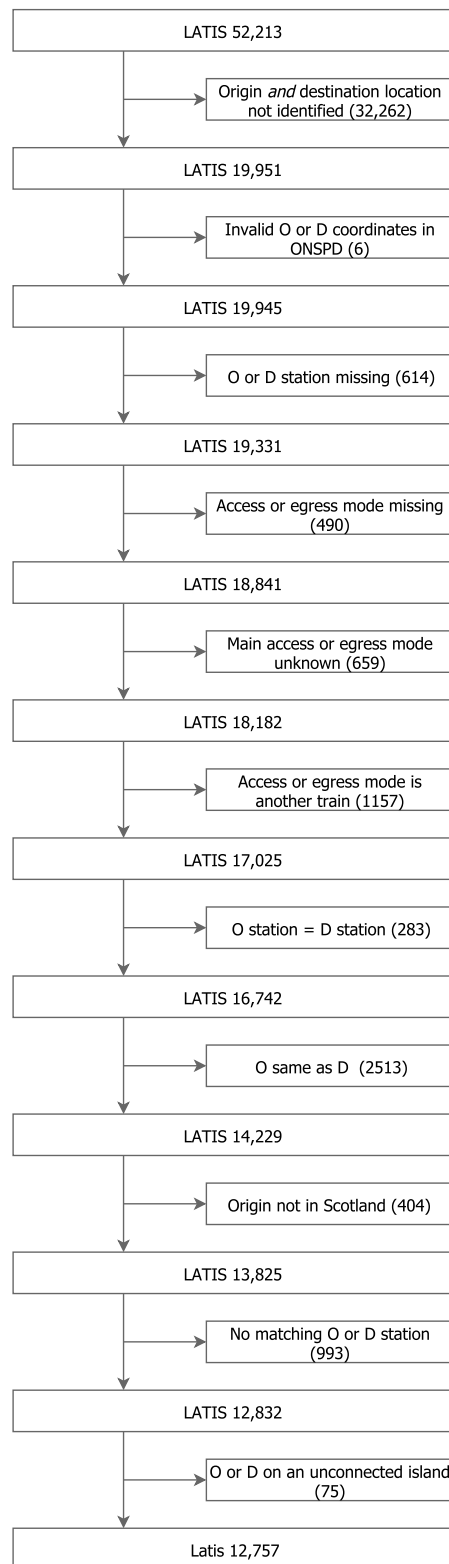 LATIS 52,213
Origin and destination location
not identified (32,262)
LATIS 19,951
Invalid O or D coordinates in
ONSPD (6)
LATIS 19,945
O or D station missing (614)
LATIS 19,331
Access or egress mode missing
(490)
LATIS 18,841
Main access or egress mode
unknown (659)
LATIS 18,182
Access or egress mode is
another train (1157)
LATIS 17,025
O station = D station (283)
LATIS 16,742
O same as D (2513)
LATIS 14,229
Origin not in Scotland (404)
LATIS 13,825
No matching O or D station
(993)
LATIS 12,832
O or D on an unconnected island
(75)
Latis 12,757